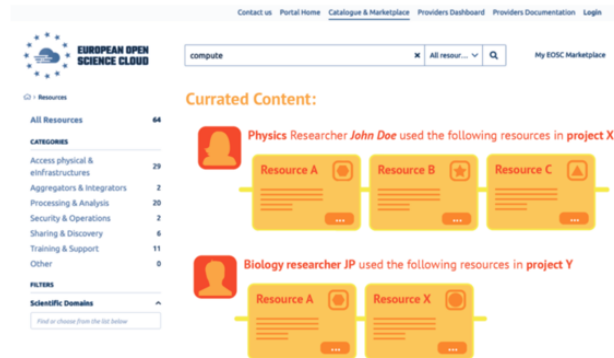 Contact us Portal Home Catalogue & Marketplace Providers Dashboard Providers Documentation Login
EUROPEAN OPEN
SCIENCE CLOUD
compute
All resour...
My EOSC Marketplace
Resources
All Resources 64
CATEGORIES
Access physical &
eInfrastructures 29
Aggregators & Integrators 2
Processing & Analysis 20
Security & Operations 2
Sharing & Discovery 6
Training & Support 11
Other 0
FILTERS
Scientific Domains
Find or choose from the list below
Currated Content:
Physics Researcher John Doe used the following resources in project X
Resource A
...
Resource B
...
Resource C
...
Biology researcher JP used the following resources in project Y
Resource A
...
Resource X
...